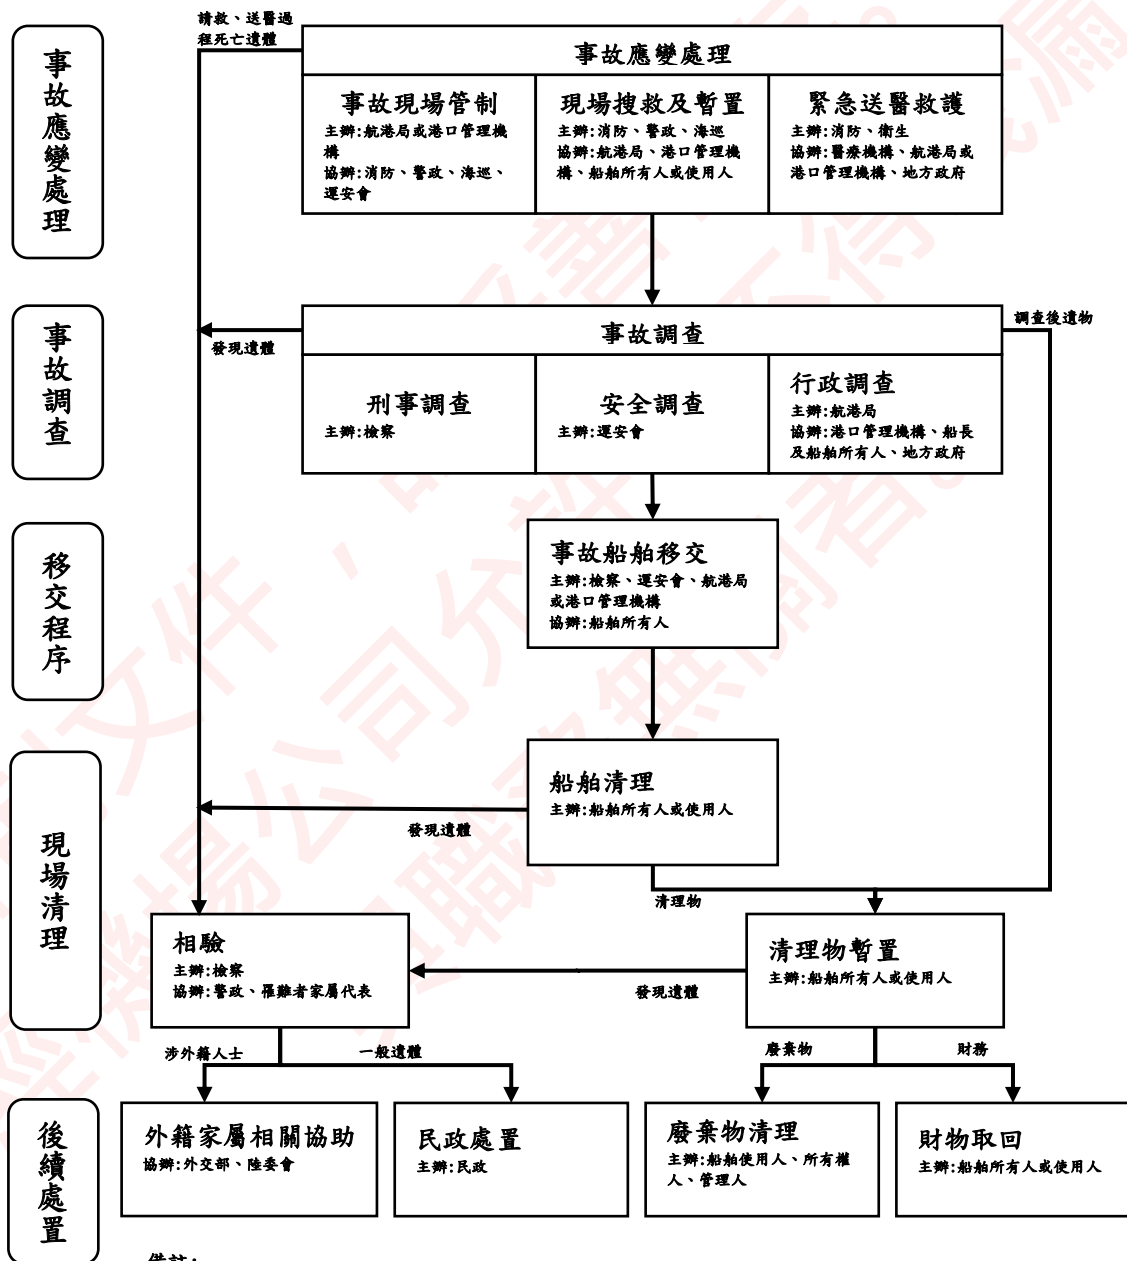 請救、送醫過
程死亡遺體
事故應變處理
事故應變處理
事故現場管制
主辦:航港局或港口管理機
構
協辦:消防、警政、海巡、
運安會
現場搜救及暫置
主辦:消防、警政、海巡
協辦:航港局、港口管理機
構、船舶所有人或使用人
緊急送醫救護
主辦:消防、衛生
協辦:醫療機構、航港局或
港口管理機構、地方政府
事故調查
發現遺體
事故調查
調查後遺物
刑事調查
主辦:檢察
安全調查
主辦:運安會
行政調查
主辦:航港局
協辦:港口管理機構、船長
及船舶所有人、地方政府
移交程序
事故船舶移交
主辦:檢察、運安會、航港局
或港口管理機構
協辦:船舶所有人
現場清理
船舶清理
主辦:船舶所有人或使用人
發現遺體
清理物
相驗
主辦:檢察
協辦:警政、罹難者家屬代表
發現遺體
清理物暫置
主辦:船舶所有人或使用人
涉外籍人士
一般遺體
廢棄物
財務
後續處置
外籍家屬相關協助
協辦:外交部、陸委會
民政處置
主辦:民政
廢棄物清理
主辦:船舶使用人、所有權
人、管理人
財物取回
主辦:船舶所有人或使用人
備註: